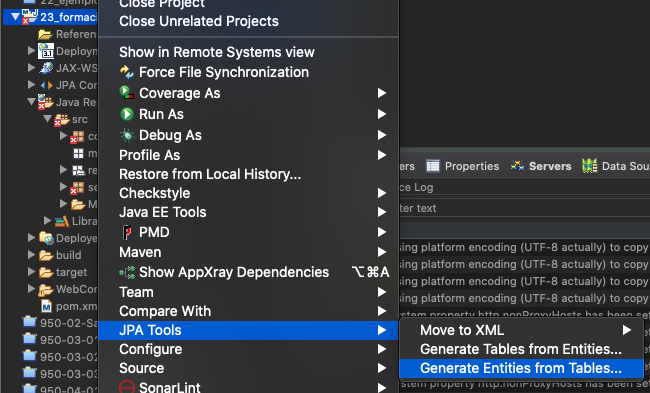 22_ejemplo
23_formaci
Referenc
Deploym
JAX-WS
JPA Con
Java Re
src
co
m
re
se
M
Libra
Deploye
build
target
WebCon
pom.xm
950-02-Sa
950-03-01
950-03-02
950-03-03
950-04-01
Close Project
Close Unrelated Projects
Show in Remote Systems view
Force File Synchronization
Coverage As
Run As
Debug As
Profile As
Restore from Local History...
Checkstyle
Java EE Tools
PMD
Maven
Show AppXray Dependencies ⌥⌘A
Team
Compare With
JPA Tools
Configure
Source
SonarLint
Move to XML
Generate Tables from Entities...
Generate Entities from Tables...
ers Properties Servers Data Sou
ce Log
ter text
sing platform encoding (UTF-8 actually) to copy
sing platform encoding (UTF-8 actually) to copy
sing platform encoding (UTF-8 actually) to copy
sing platform encoding (UTF-8 actually) to copy
stem property http.nonProxyHosts has been set
stem property http.nonProxyHosts has been set